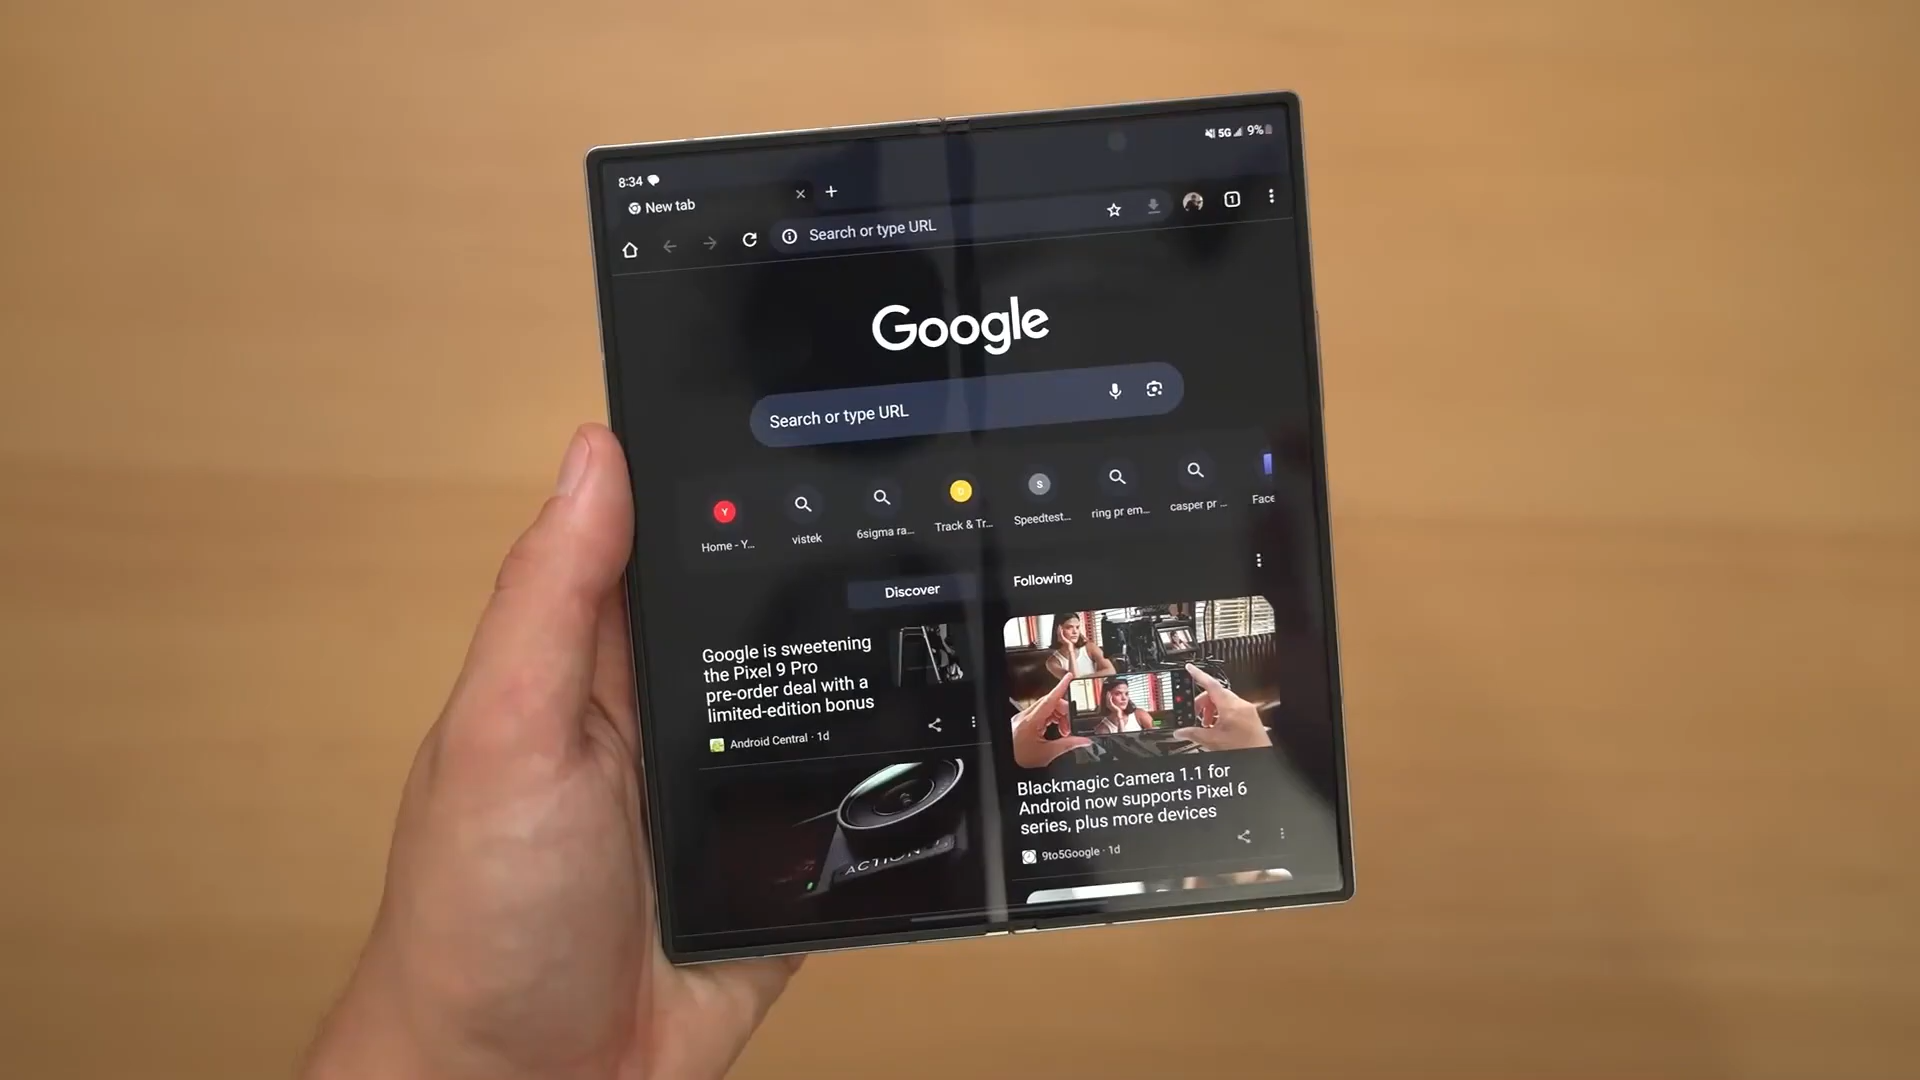 8:34
5G 9%
New tab
1
Search or type URL
Google
Search or type URL
Y
S
Home - Y...
vistek
6sigma ra...
Track & Tr...
Speedtest...
ring pr em...
casper pr ...
Face
Discover
Following
Google is sweetening
the Pixel 9 Pro
pre-order deal with a
limited-edition bonus
Android Central · 1d
ACTION
Blackmagic Camera 1.1 for
Android now supports Pixel 6
series, plus more devices
9to5Google · 1d